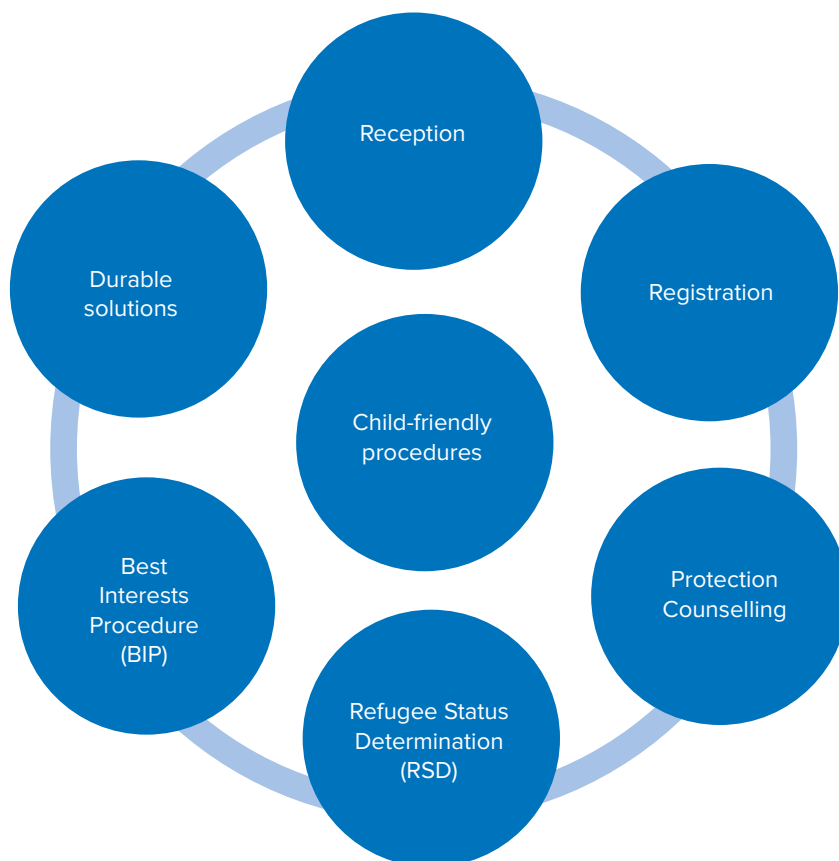 Reception
Registration
Protection
Counselling
Refugee Status
Determination
(RSD)
Best
Interests
Procedure
(BIP)
Durable
solutions
Child-friendly
procedures